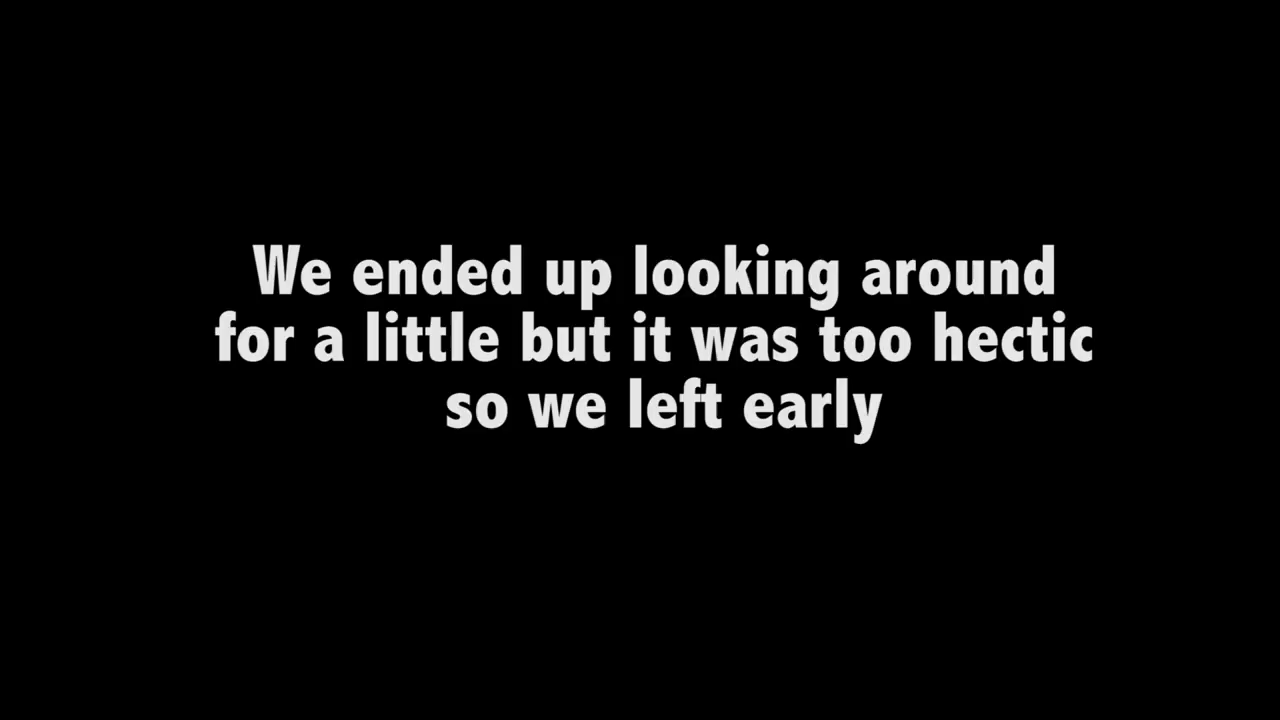 We ended up looking around
for a little but it was too hectic
so we left early